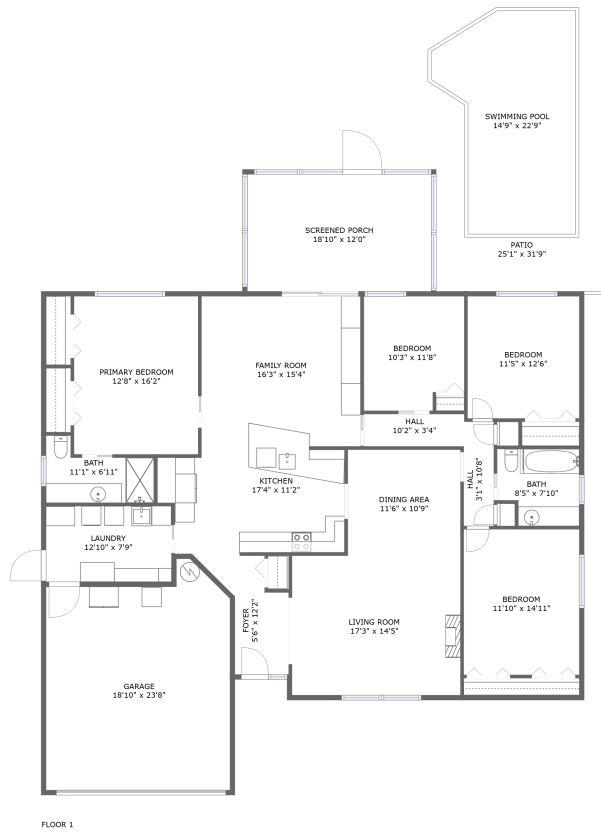 SWIMMING POOL
14'9" x 22'9"
SCREENED PORCH
18'10" x 12'0"
PATIO
25'1" x 31'9"
PRIMARY BEDROOM
12'8" x 16'2"
FAMILY ROOM
16'3" x 15'4"
BEDROOM
10'3" x 11'8"
BEDROOM
11'5" x 12'6"
HALL
10'2" x 3'4"
BATH
11'1" x 6'11"
KITCHEN
17'4" x 11'2"
DINING AREA
11'6" x 10'9"
HALL
3'1" x 10'8"
BATH
8'5" x 7'10"
LAUNDRY
12'10" x 7'9"
FOYER
5'6" x 12'2"
LIVING ROOM
17'3" x 14'5"
BEDROOM
11'10" x 14'11"
GARAGE
18'10" x 23'8"
FLOOR 1